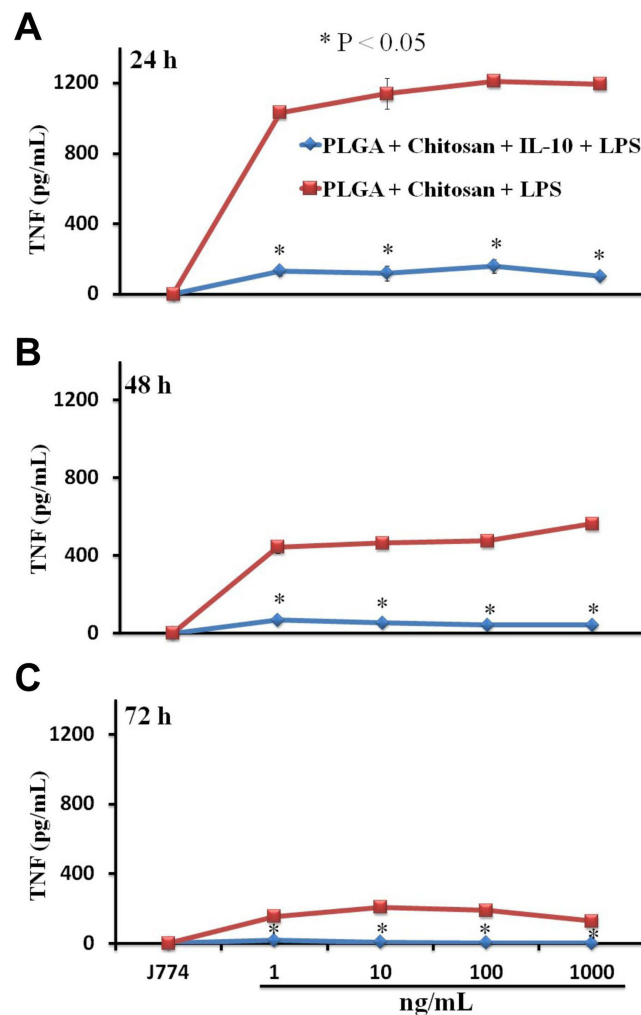 A
* P < 0.05
24 h
1200
PLGA + Chitosan + IL-10 + LPS
800
PLGA + Chitosan + LPS
TNF (pg/mL)
400
* * * *
0
B
48 h
1200
800
TNF (pg/mL)
400
* * * *
0
C
72 h
1200
800
TNF (pg/mL)
400
* * * *
0
J774 1 10 100 1000
ng/mL